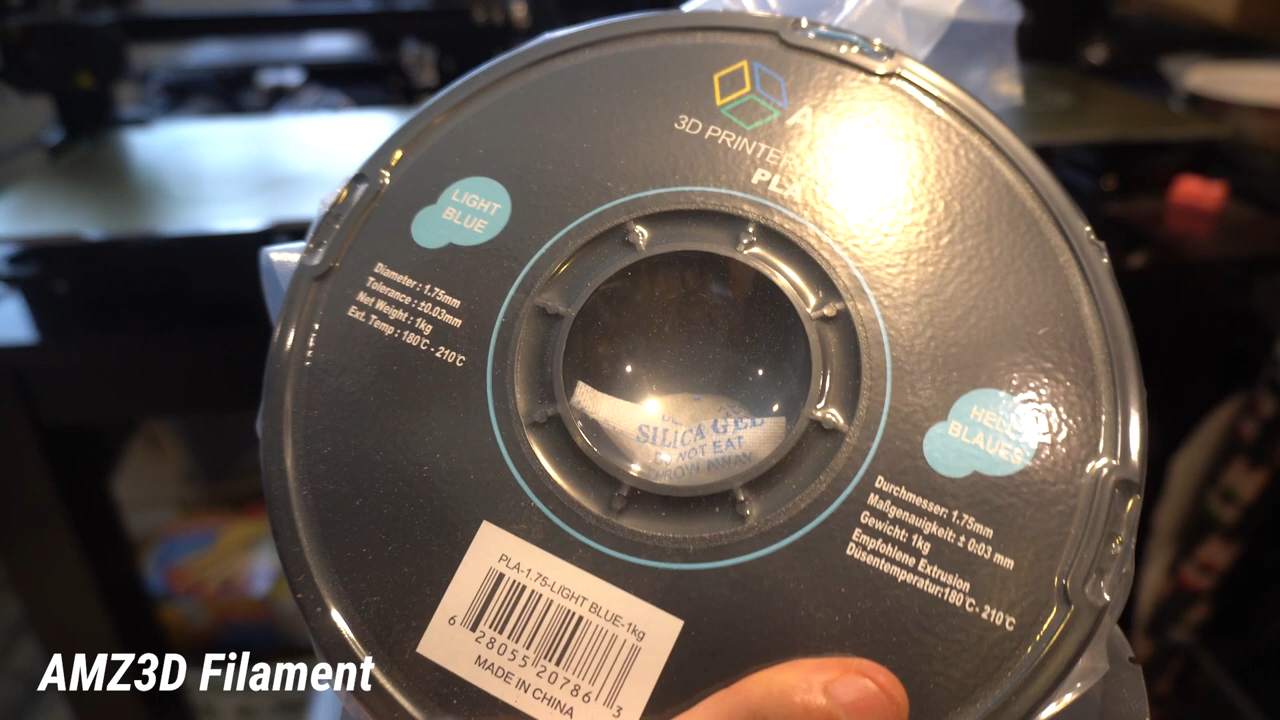 3D PRINTER
PLA
LIGHT
BLUE
Diameter : 1.75mm
Tolerance : ±0.03mm
Net Weight : 1kg
Ext. Temp : 180℃ - 210℃
SILICA GEL
DO NOT EAT
THROW AWAY
BLAUES
Durchmesser: 1.75mm
Maßgenauigkeit: ± 0:03 mm
Gewicht: 1kg
Empfohlene Extrusion
Düsentemperatur:180℃- 210℃
PLA-1.75-LIGHT BLUE-1kg
6 28055 20786 3
MADE IN CHINA
AMZ3D Filament